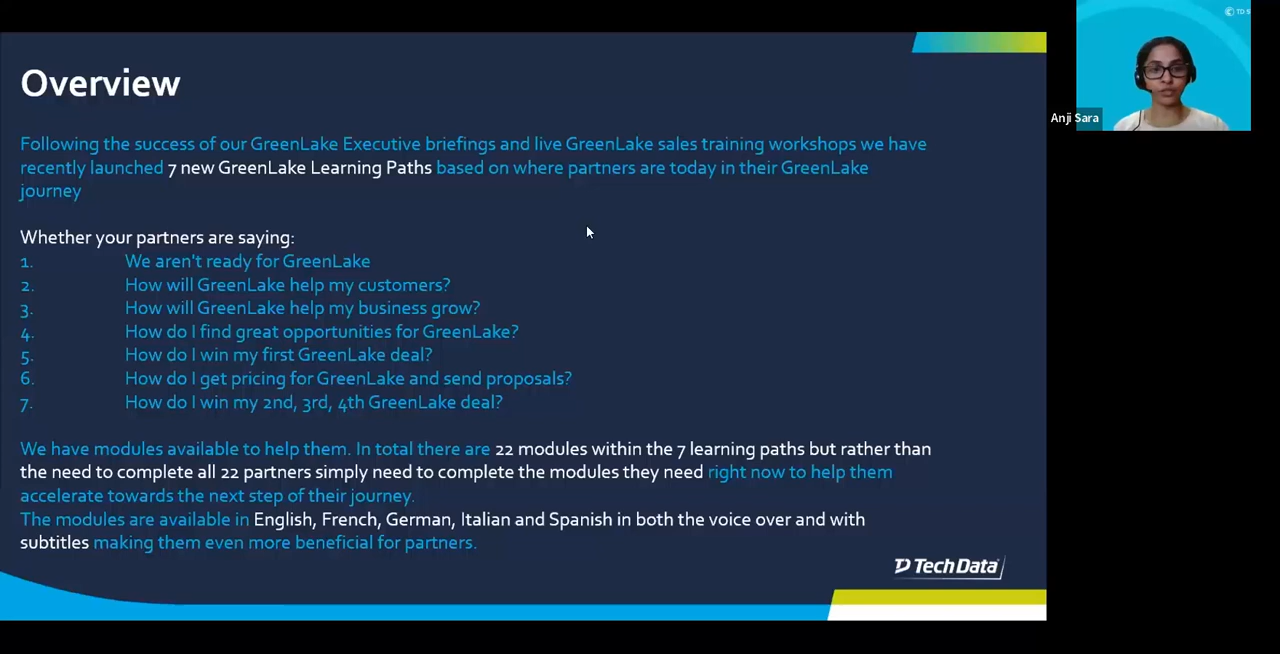 Overview
Following the success of our GreenLake Executive briefings and live GreenLake sales training workshops we have
recently launched 7 new GreenLake Learning Paths based on where partners are today in their GreenLake
journey
Whether your partners are saying:
1. We aren't ready for GreenLake
2. How will GreenLake help my customers?
3. How will GreenLake help my business grow?
4. How do I find great opportunities for GreenLake?
5. How do I win my first GreenLake deal?
6. How do I get pricing for GreenLake and send proposals?
7. How do I win my 2nd, 3rd, 4th GreenLake deal?
We have modules available to help them. In total there are 22 modules within the 7 learning paths but rather than
the need to complete all 22 partners simply need to complete the modules they need right now to help them
accelerate towards the next step of their journey.
The modules are available in English, French, German, Italian and Spanish in both the voice over and with
subtitles making them even more beneficial for partners.
Tech Data
Anji Sara
TD S